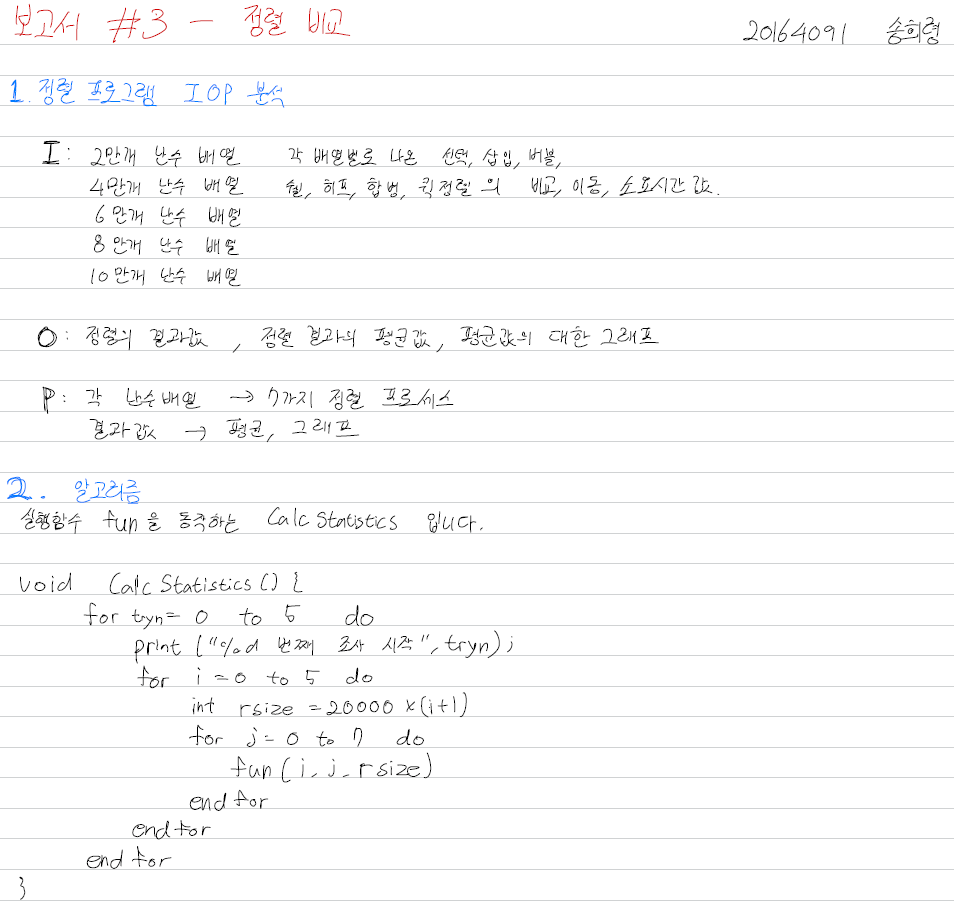 보고서 #3 - 정렬 비교
20164091 송희령
1. 정렬 프로그램 IOP 분석
I: 2만개 난수 배열 각 배열별로 나온 선택, 삽입, 버블,
4만개 난수 배열 쉘, 히프, 합병, 퀵정렬의 비교, 이동, 소요시간 값.
6만개 난수 배열
8만개 난수 배열
10만개 난수 배열
O: 정렬의 결과값, 정렬 결과의 평균값, 평균값의 대한 그래프
P: 각 난수배열 → 7가지 정렬 프로세스
결과값 → 평균, 그래프
2. 알고리즘
실행함수 fun을 동작하는 Calc Statistics 입니다.
void Calc Statistics () {
for tryn = 0 to 5 do
print ("%d 번째 조사 시작", tryn);
for i = 0 to 5 do
int rsize = 20000 x (i+1)
for j = 0 to 7 do
fun (i, j, rsize)
end for
end for
end for
}